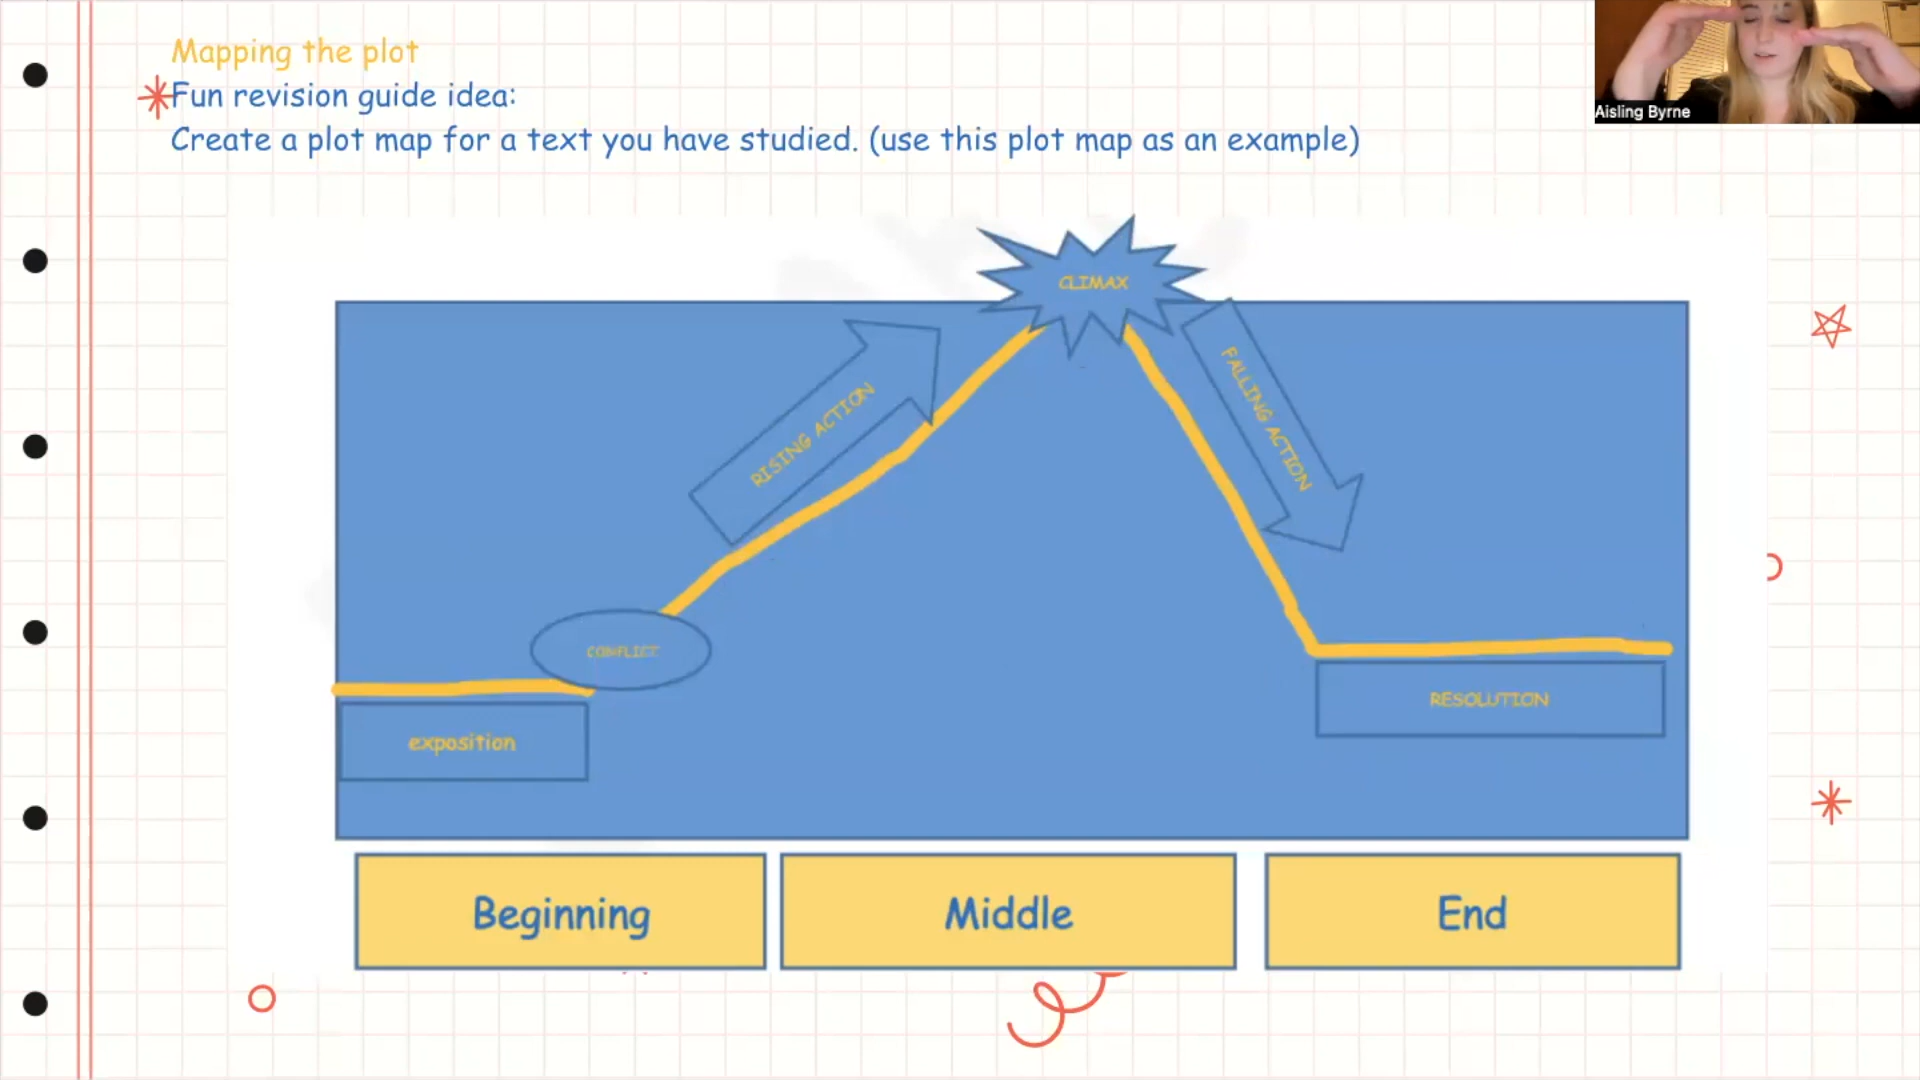 Mapping the plot
Fun revision guide idea:
Create a plot map for a text you have studied. (use this plot map as an example)
Aisling Byrne
CLIMAX
RISING ACTION
FALLING ACTION
CONFLICT
exposition
RESOLUTION
Beginning
Middle
End